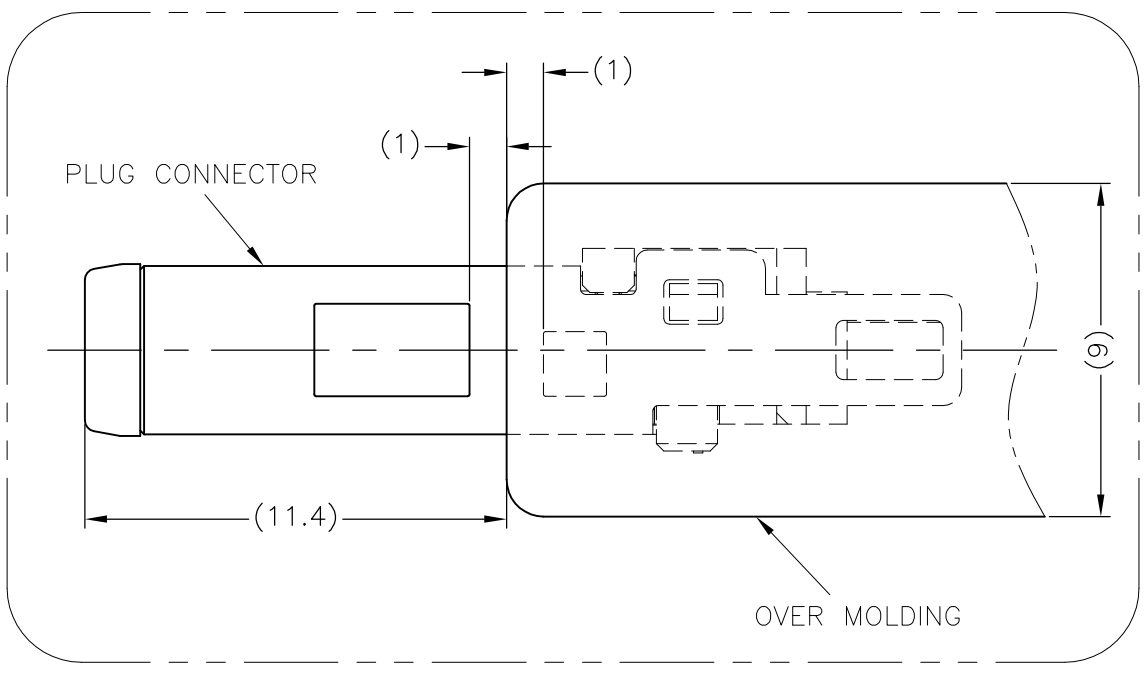 (1)
(1)
PLUG CONNECTOR
(9)
(11.4)
OVER MOLDING